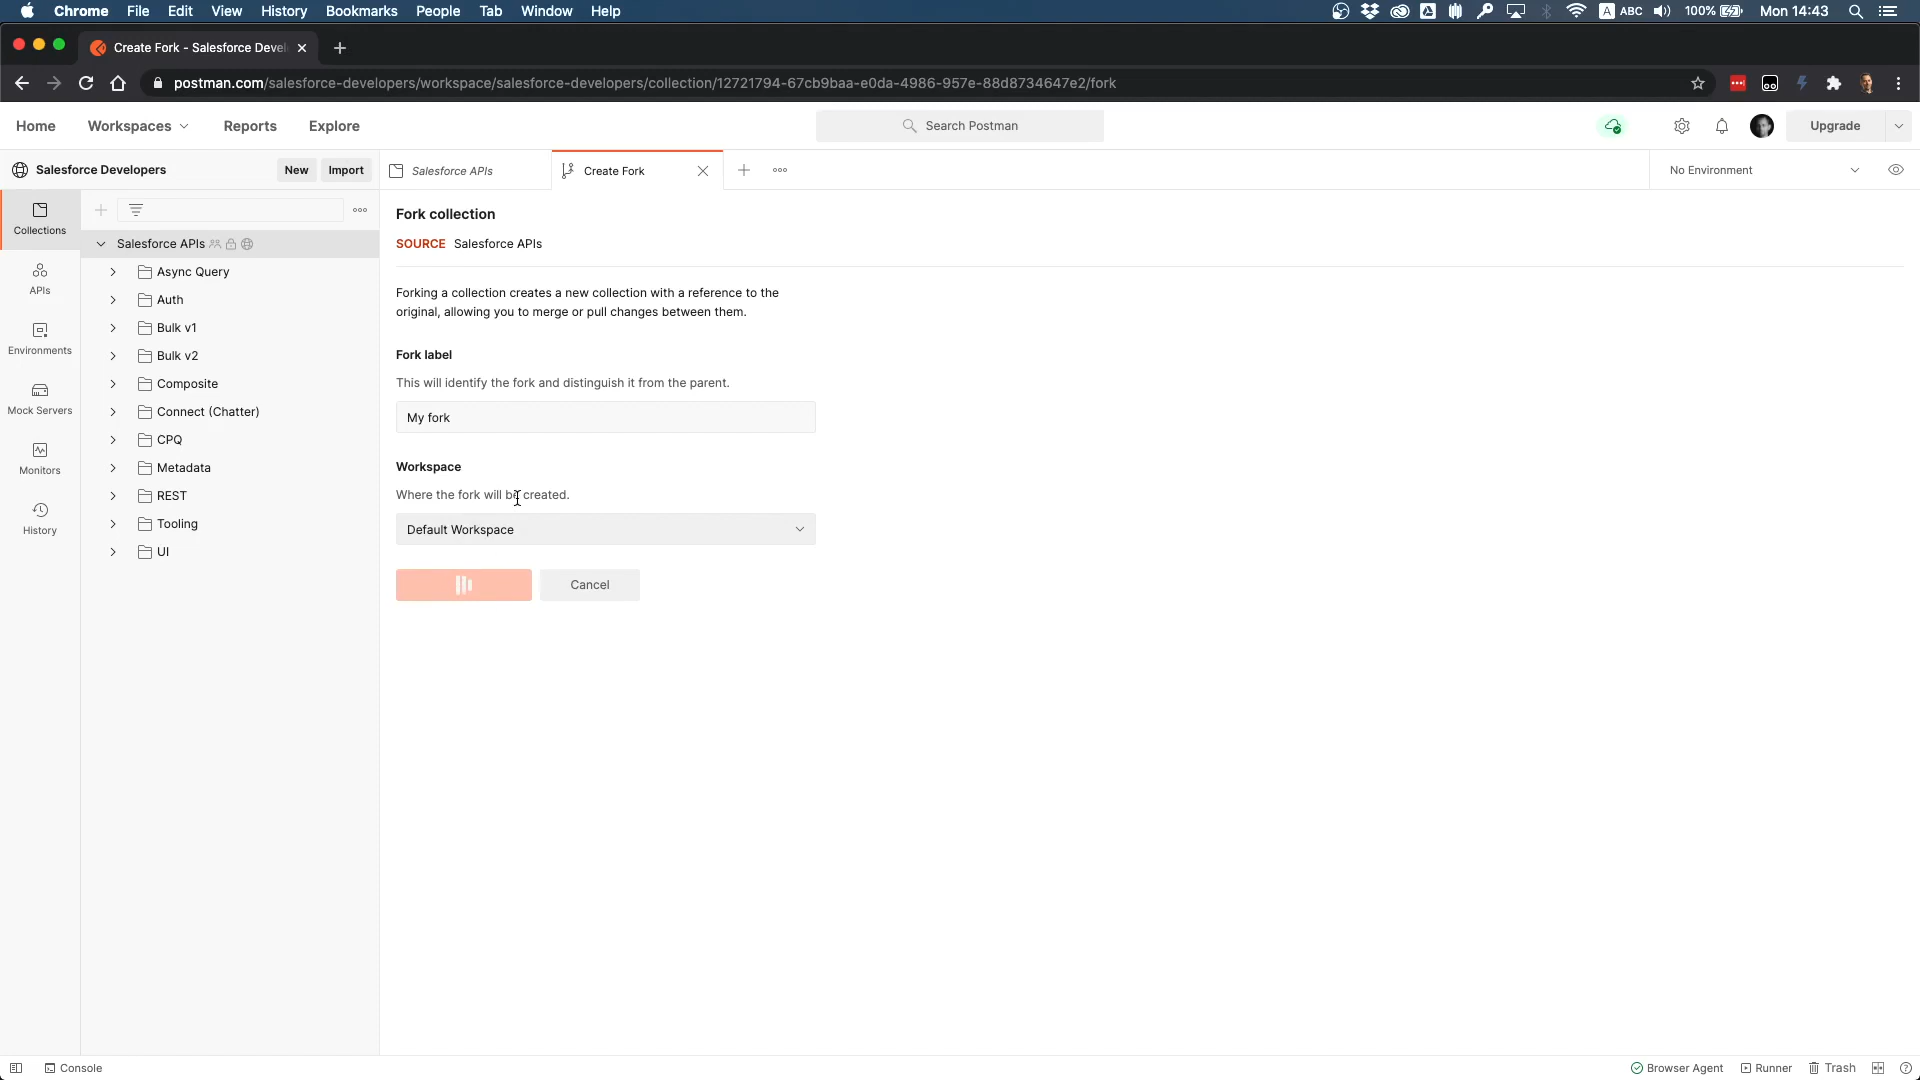 Chrome File Edit View History Bookmarks People Tab Window Help A ABC 100% Mon 14:43
Create Fork - Salesforce Devel
postman.com/salesforce-developers/workspace/salesforce-developers/collection/12721794-67cb9baa-e0da-4986-957e-88d8734647e2/fork
Home Workspaces Reports Explore Search Postman Upgrade
Salesforce Developers New Import Salesforce APIs Create Fork No Environment
Collections
APIs
Environments
Mock Servers
Monitors
History
Salesforce APIs
Async Query
Auth
Bulk v1
Bulk v2
Composite
Connect (Chatter)
CPQ
Metadata
REST
Tooling
UI
Fork collection
SOURCE Salesforce APIs
Forking a collection creates a new collection with a reference to the
original, allowing you to merge or pull changes between them.
Fork label
This will identify the fork and distinguish it from the parent.
My fork
Workspace
Where the fork will be created.
Default Workspace
Cancel
Console Browser Agent Runner Trash